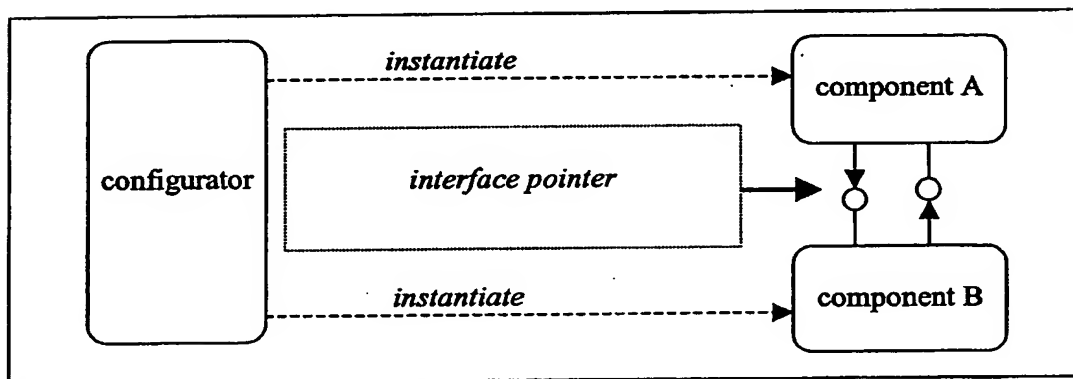 instantiate
component A
configurator
interface pointer
instantiate
component B